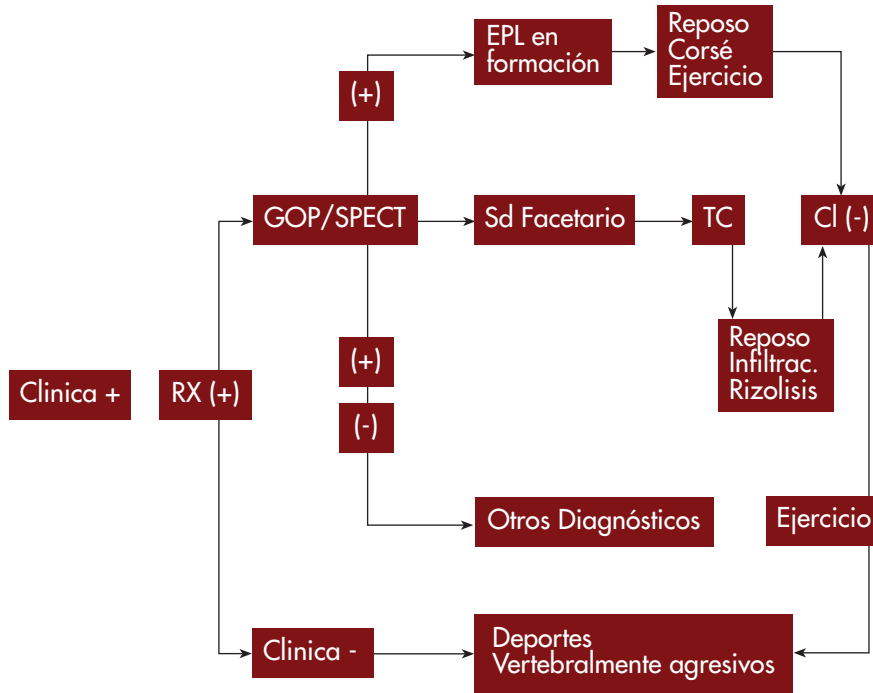 EPL en
formación
Reposo
Corsé
Ejercicio
(+)
GOP/SPECT
Sd Facetario
TC
Cl (-)
(+)
Reposo
Infiltrac.
Rizolisis
Clinica +
RX (+)
(-)
Otros Diagnósticos
Ejercicio
Clinica -
Deportes
Vertebralmente agresivos